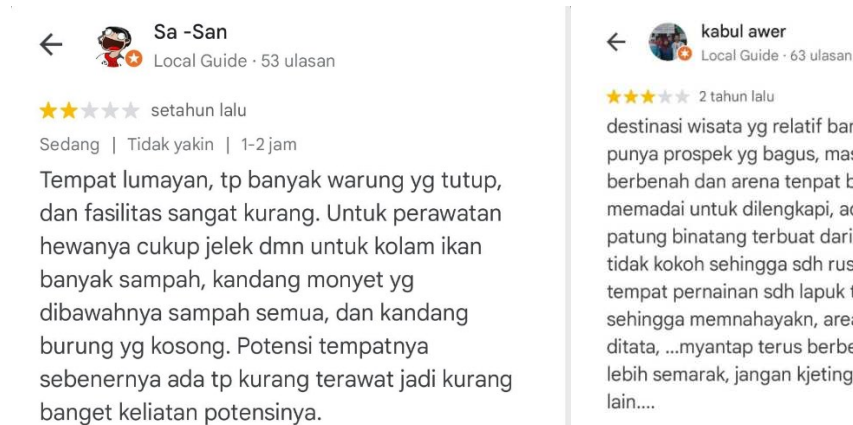 Sa -San
Local Guide · 53 ulasan
setahun lalu
Sedang | Tidak yakin | 1-2 jam
Tempat lumayan, tp banyak warung yg tutup,
dan fasilitas sangat kurang. Untuk perawatan
hewanya cukup jelek dmn untuk kolam ikan
banyak sampah, kandang monyet yg
dibawahnya sampah semua, dan kandang
burung yg kosong. Potensi tempatnya
sebenernya ada tp kurang terawat jadi kurang
banget keliatan potensinya.
kabul awer
Local Guide · 63 ulasan
2 tahun lalu
destinasi wisata yg relatif
punya prospek yg bagus,
berbenah dan arena tenpat
memadai untuk dilengkapi,
patung binatang terbuat dari
tidak kokoh sehingga sdh
tempat pernainan sdh lapuk
sehingga memnahayakn,
ditata, ...myantap terus
lebih semarak, jangan
lain....